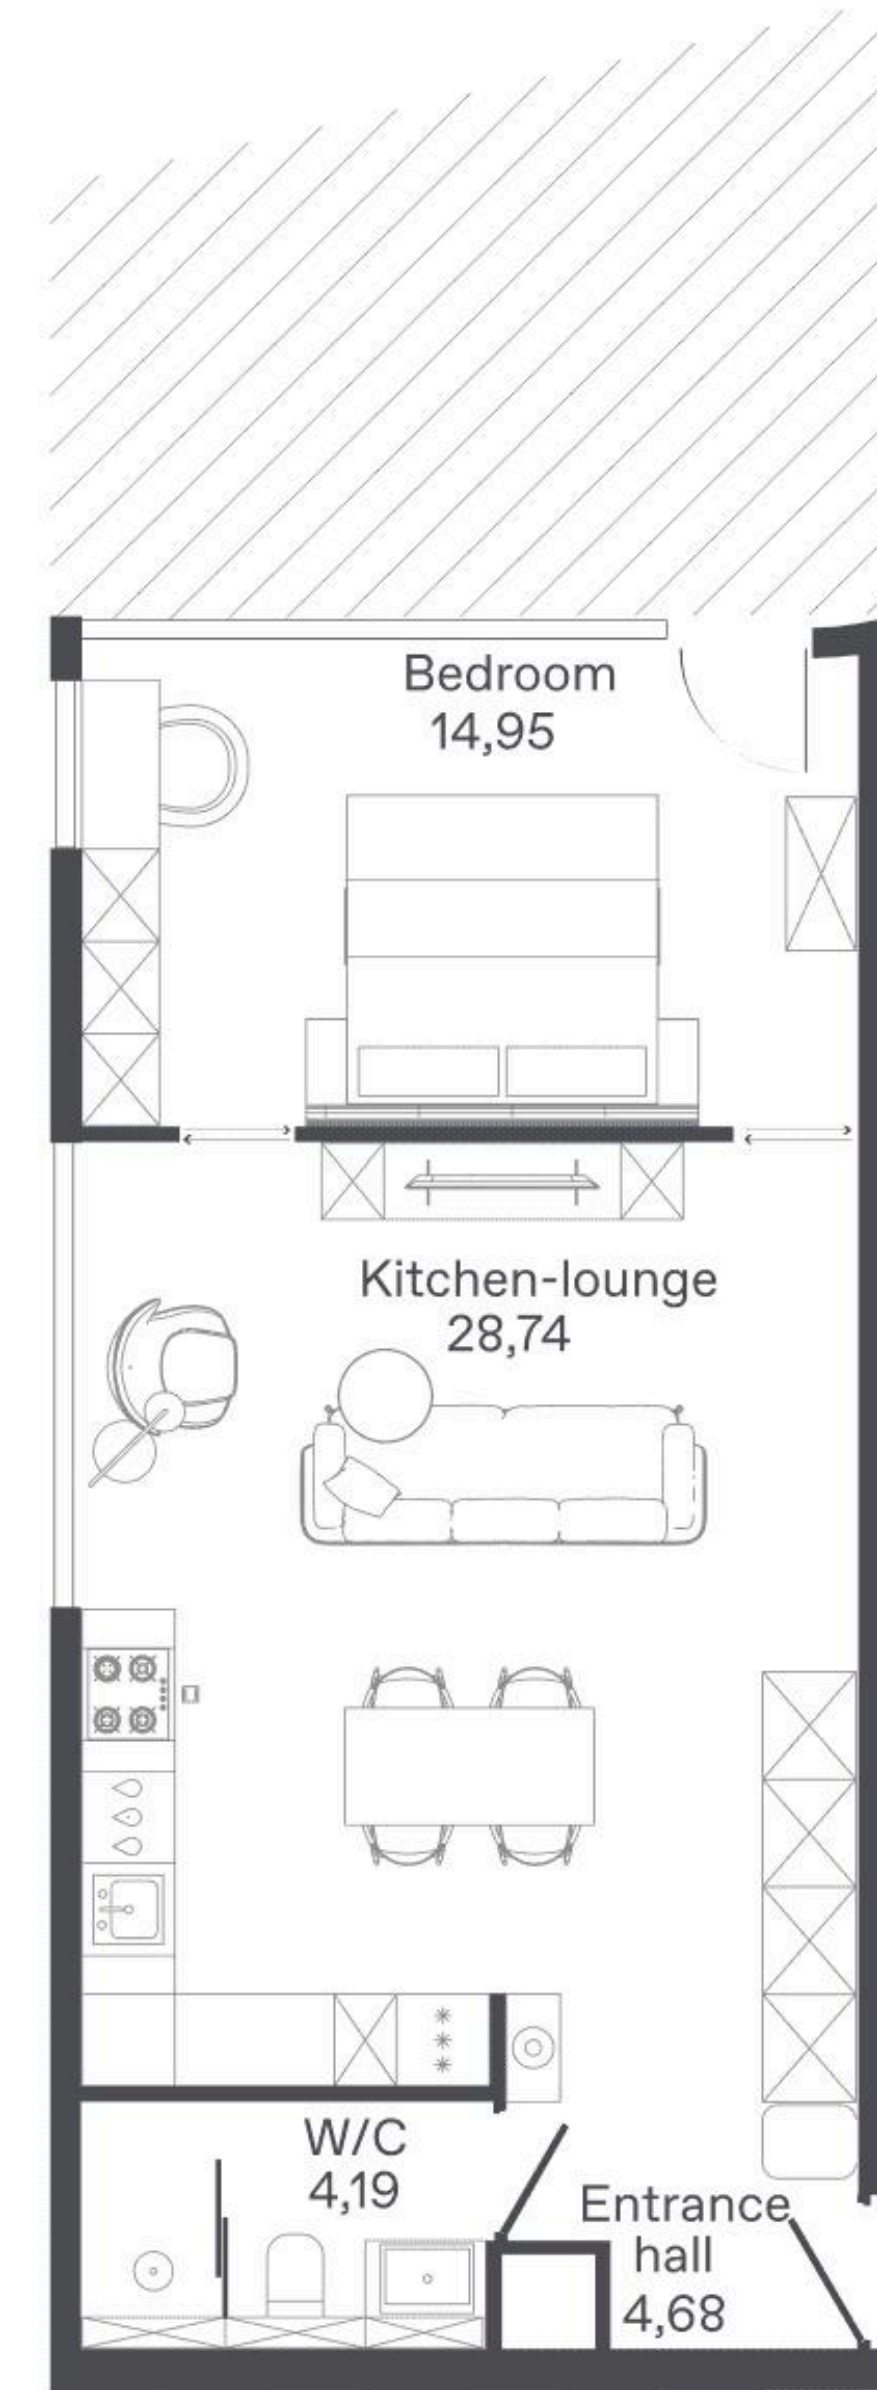 Bedroom
14,95
Kitchen-lounge
28,74
W/C
4,19
Entrance
hall
4,68